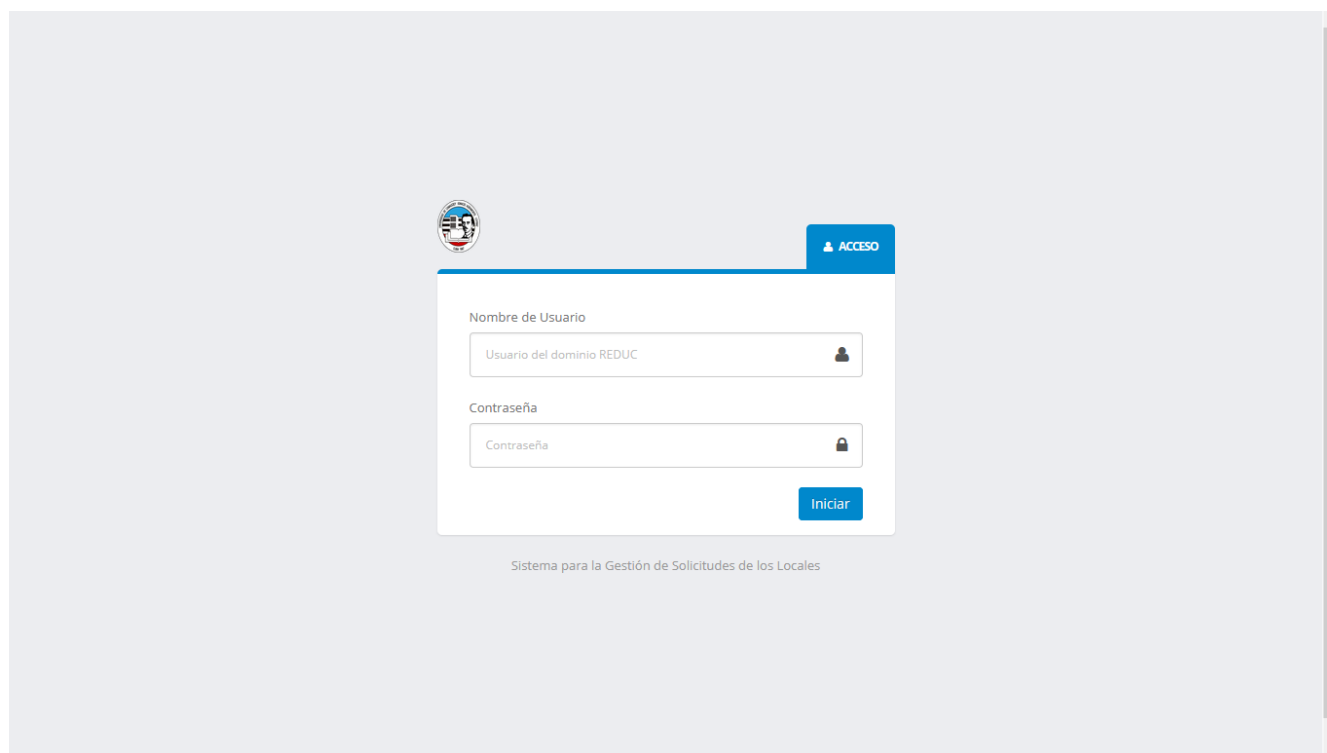 ACCESO
Nombre de Usuario
Usuario del dominio REDUC
Contraseña
Contraseña
Iniciar
Sistema para la Gestión de Solicitudes de los Locales